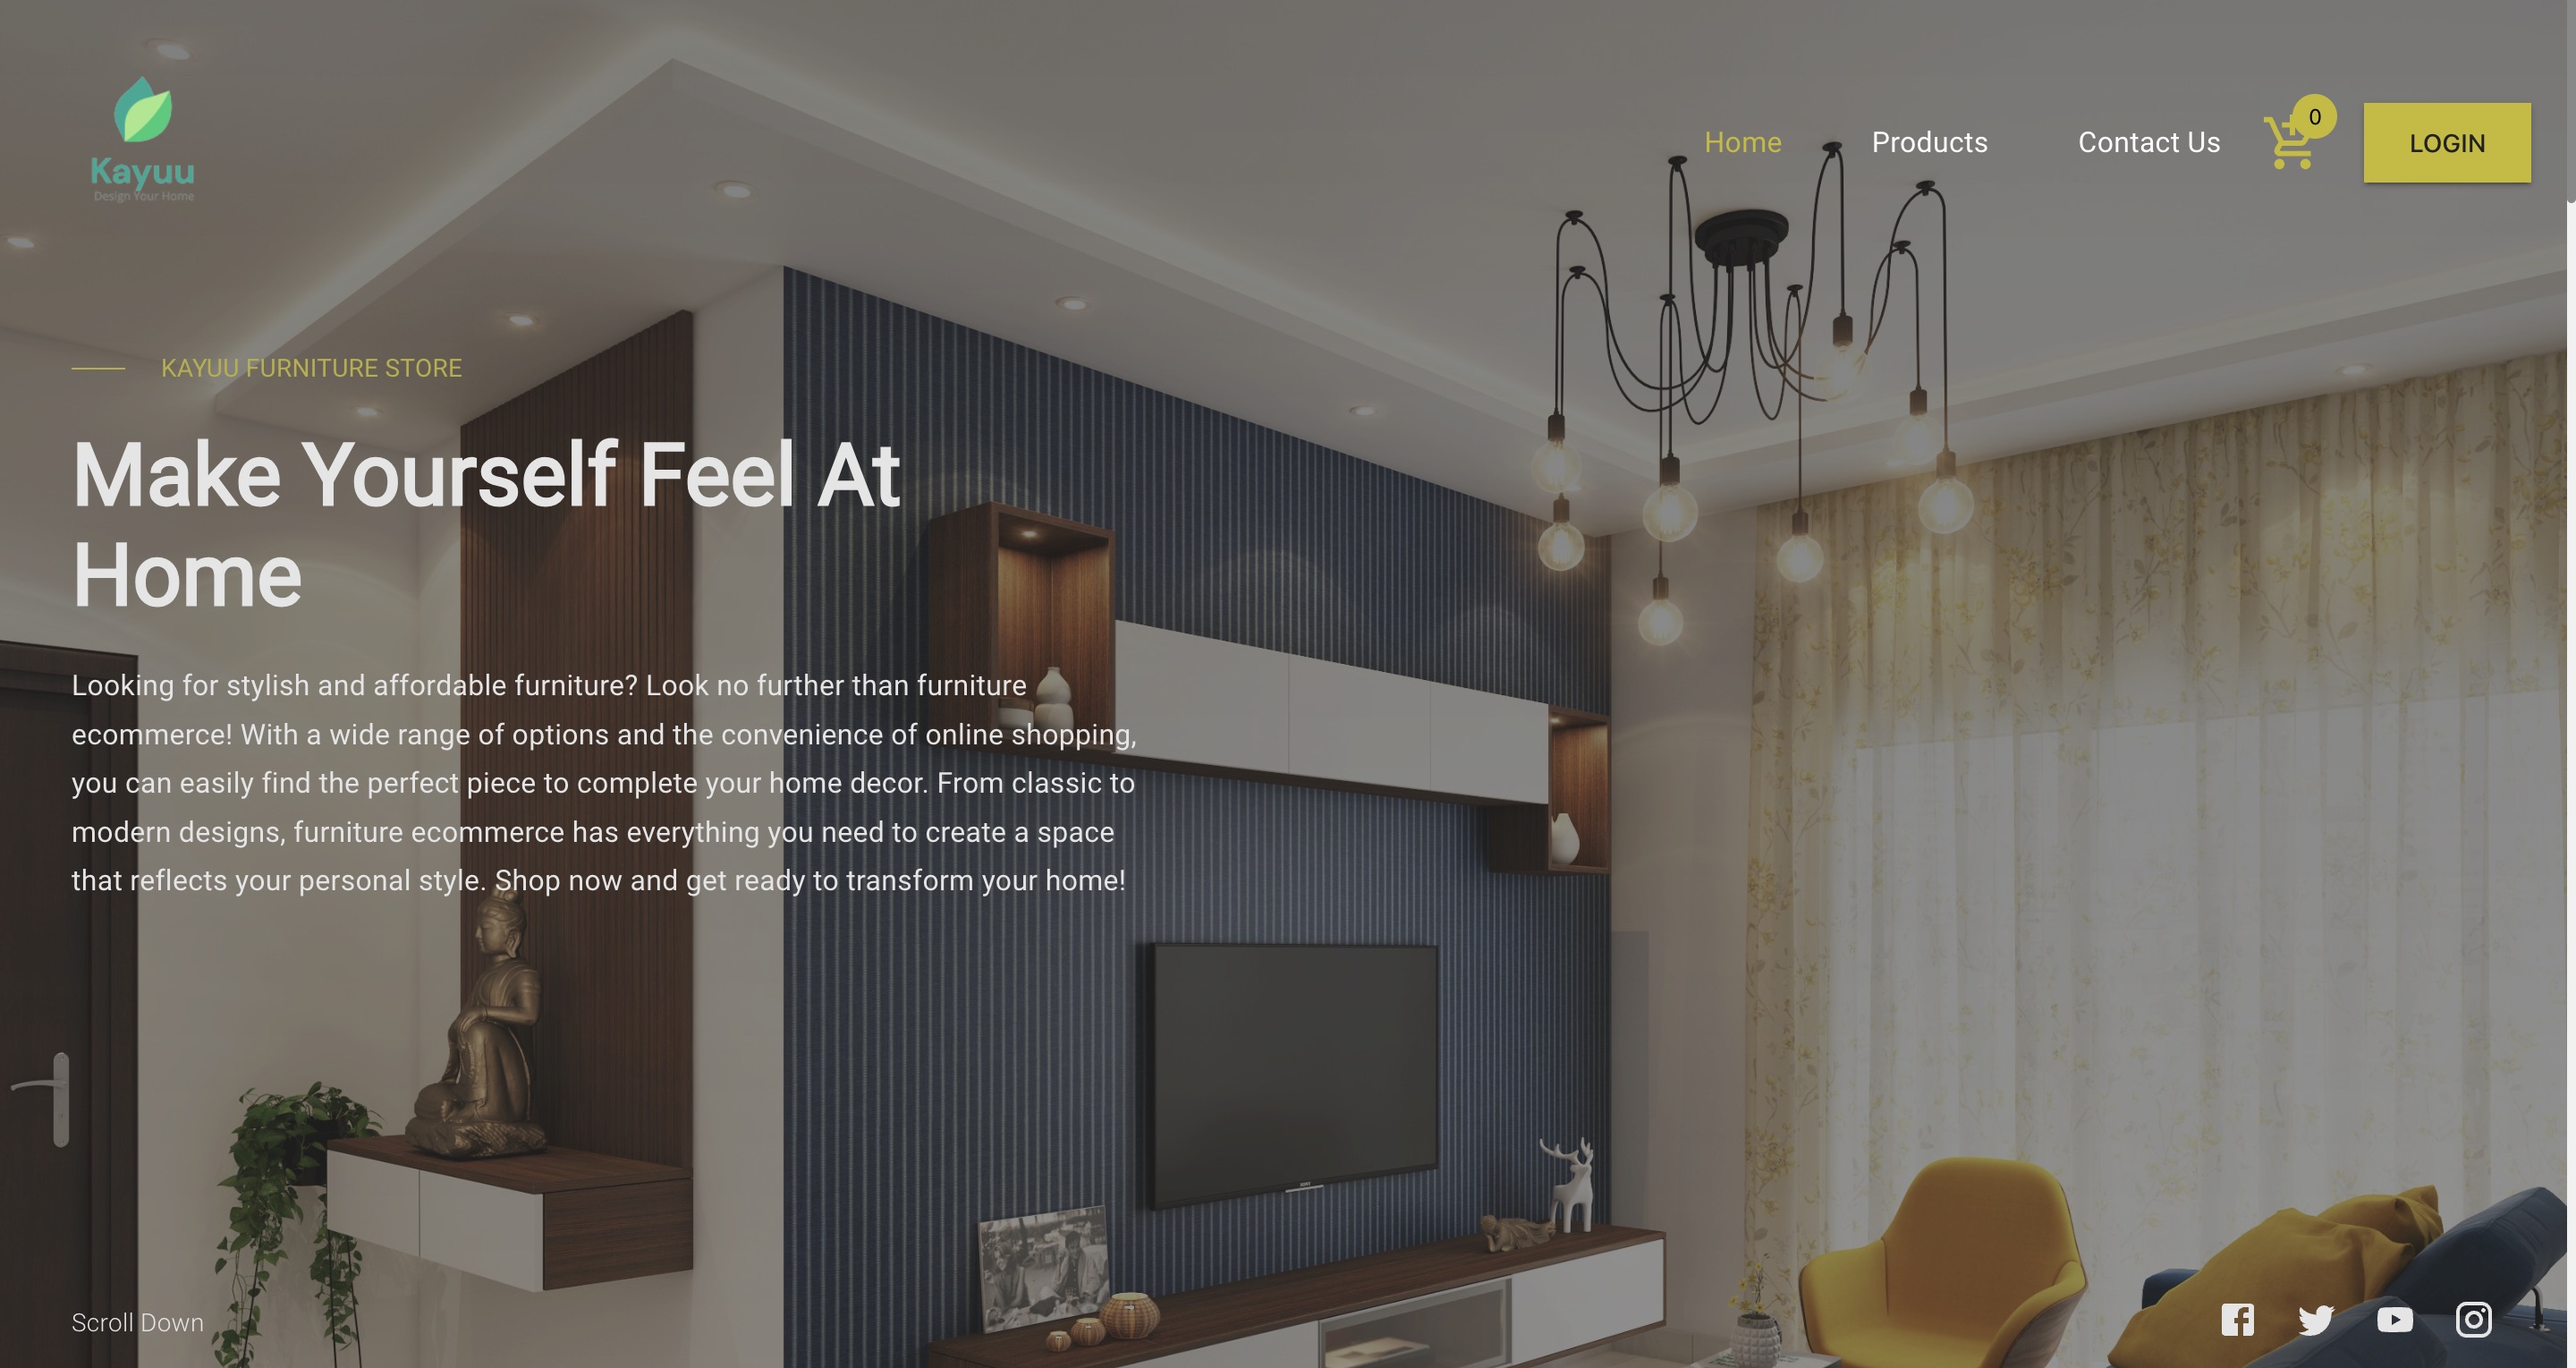 Kayuu
Design Your Home
Home
Products
Contact Us
0
LOGIN
KAYUU FURNITURE STORE
Make Yourself Feel At
Home
Looking for stylish and affordable furniture? Look no further than furniture
ecommerce! With a wide range of options and the convenience of online shopping,
you can easily find the perfect piece to complete your home decor. From classic to
modern designs, furniture ecommerce has everything you need to create a space
that reflects your personal style. Shop now and get ready to transform your home!
Scroll Down